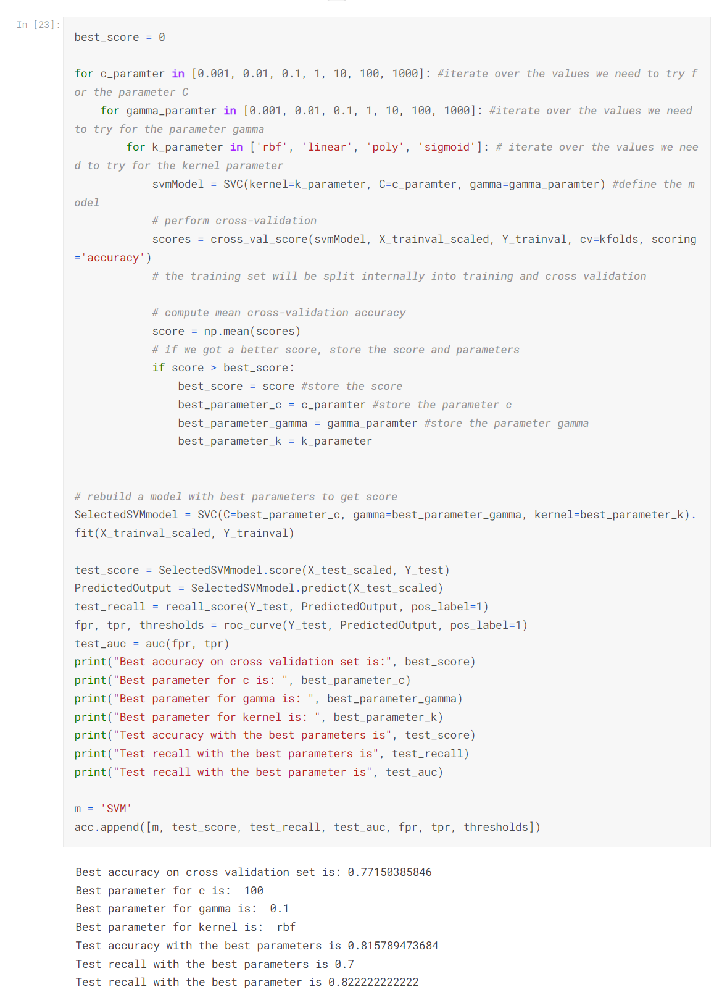 In [23]:
best_score = 0
for c_paramter in [0.001, 0.01, 0.1, 1, 10, 100, 1000]: #iterate over the values we need to try f
or the parameter C
    for gamma_paramter in [0.001, 0.01, 0.1, 1, 10, 100, 1000]: #iterate over the values we need
to try for the parameter gamma
        for k_parameter in ['rbf', 'linear', 'poly', 'sigmoid']: # iterate over the values we nee
d to try for the kernel parameter
            svmModel = SVC(kernel=k_parameter, C=c_paramter, gamma=gamma_paramter) #define the m
odel
            # perform cross-validation
            scores = cross_val_score(svmModel, X_trainval_scaled, Y_trainval, cv=kfolds, scoring
='accuracy')
            # the training set will be split internally into training and cross validation
            # compute mean cross-validation accuracy
            score = np.mean(scores)
            # if we got a better score, store the score and parameters
            if score > best_score:
                best_score = score #store the score
                best_parameter_c = c_paramter #store the parameter c
                best_parameter_gamma = gamma_paramter #store the parameter gamma
                best_parameter_k = k_parameter
# rebuild a model with best parameters to get score
SelectedSVMmodel = SVC(C=best_parameter_c, gamma=best_parameter_gamma, kernel=best_parameter_k).
fit(X_trainval_scaled, Y_trainval)
test_score = SelectedSVMmodel.score(X_test_scaled, Y_test)
PredictedOutput = SelectedSVMmodel.predict(X_test_scaled)
test_recall = recall_score(Y_test, PredictedOutput, pos_label=1)
fpr, tpr, thresholds = roc_curve(Y_test, PredictedOutput, pos_label=1)
test_auc = auc(fpr, tpr)
print("Best accuracy on cross validation set is:", best_score)
print("Best parameter for c is: ", best_parameter_c)
print("Best parameter for gamma is: ", best_parameter_gamma)
print("Best parameter for kernel is: ", best_parameter_k)
print("Test accuracy with the best parameters is", test_score)
print("Test recall with the best parameters is", test_recall)
print("Test recall with the best parameter is", test_auc)
m = 'SVM'
acc.append([m, test_score, test_recall, test_auc, fpr, tpr, thresholds])
Best accuracy on cross validation set is: 0.77150385846
Best parameter for c is:  100
Best parameter for gamma is:  0.1
Best parameter for kernel is:  rbf
Test accuracy with the best parameters is 0.815789473684
Test recall with the best parameters is 0.7
Test recall with the best parameter is 0.822222222222